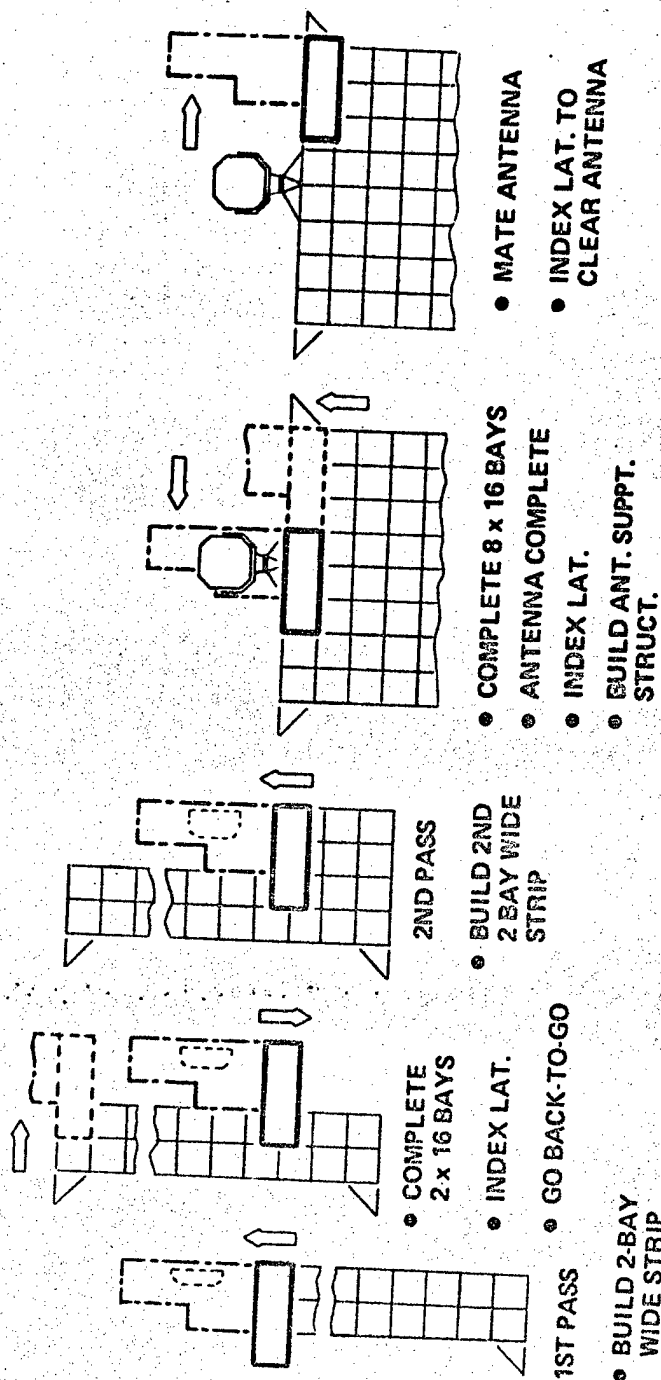 1ST PASS
• BUILD 2-BAY
WIDE STRIP
• COMPLETE
2 x 16 BAYS
• INDEX LAT.
• GO BACK-TO-GO
2ND PASS
• BUILD 2ND
2 BAY WIDE
STRIP
• COMPLETE 8 x 16 BAYS
• ANTENNA COMPLETE
• INDEX LAT.
• BUILD ANT. SUPPT.
STRUCT.
• MATE ANTENNA
• INDEX LAT. TO
CLEAR ANTENNA